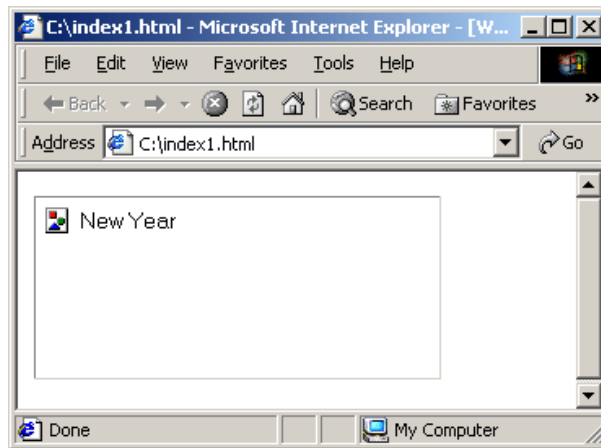 C:\index1.html - Microsoft Internet Explorer - [W...
File Edit View Favorites Tools Help
Back Search Favorites »
Address C:\index1.html Go
New Year
Done My Computer